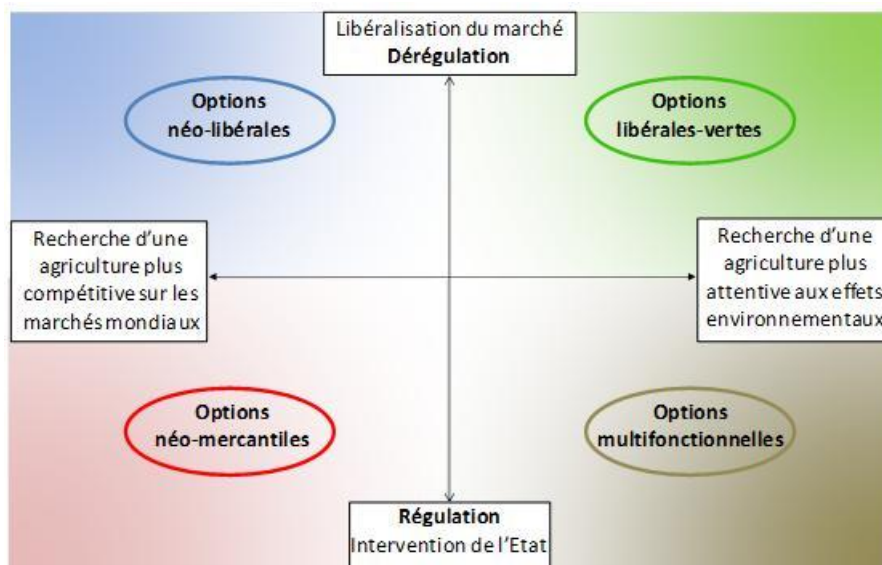 Libéralisation du marché
Dérégulation
Options
néo-libérales
Options
libérales-vertes
Recherche d'une
agriculture plus
compétitive sur les
marchés mondiaux
Recherche d'une
agriculture plus
attentive aux effets
environnementaux
Options
néo-mercantiles
Options
multifonctionnelles
Régulation
Intervention de l'Etat